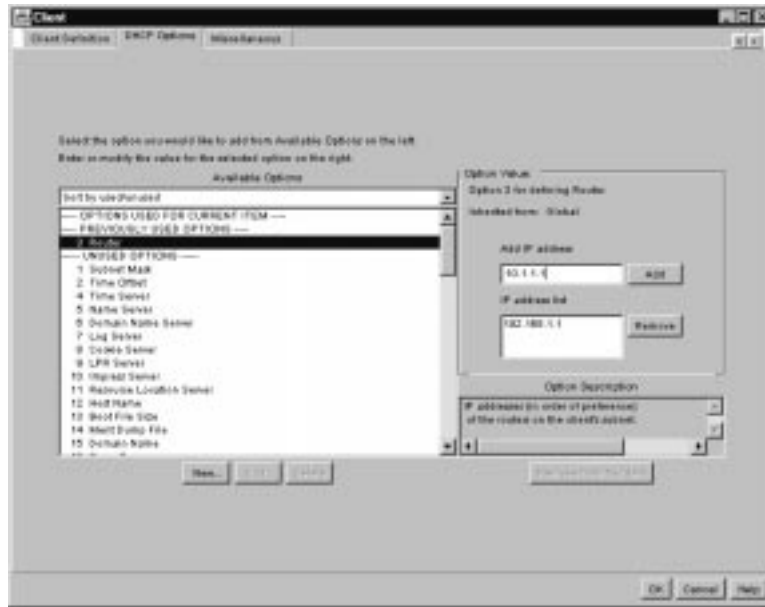 Client
Client Definition DHCP Options Miscellaneous
Select the option you would like to add from Available Options on the left.
Enter or modify the value for the selected option on the right.
Available Options
Sort by used/unused
---- OPTIONS USED FOR CURRENT ITEM ----
---- PREVIOUSLY USED OPTIONS ----
3 Router
---- UNUSED OPTIONS ----
1 Subnet Mask
2 Time Offset
4 Time Server
5 Name Server
6 Domain Name Server
7 Log Server
8 Cookie Server
9 LPR Server
10 Impress Server
11 Resource Location Server
12 Host Name
13 Boot File Size
14 Merit Dump File
15 Domain Name
New...
Option Value
Option 3 for defining Router
Inherited from: Global
Add IP address
10.1.1.1
Add
IP address list
192.168.1.1
Remove
Option Description
IP addresses (in order of preference)
of the routers on the client's subnet.
OK Cancel Help